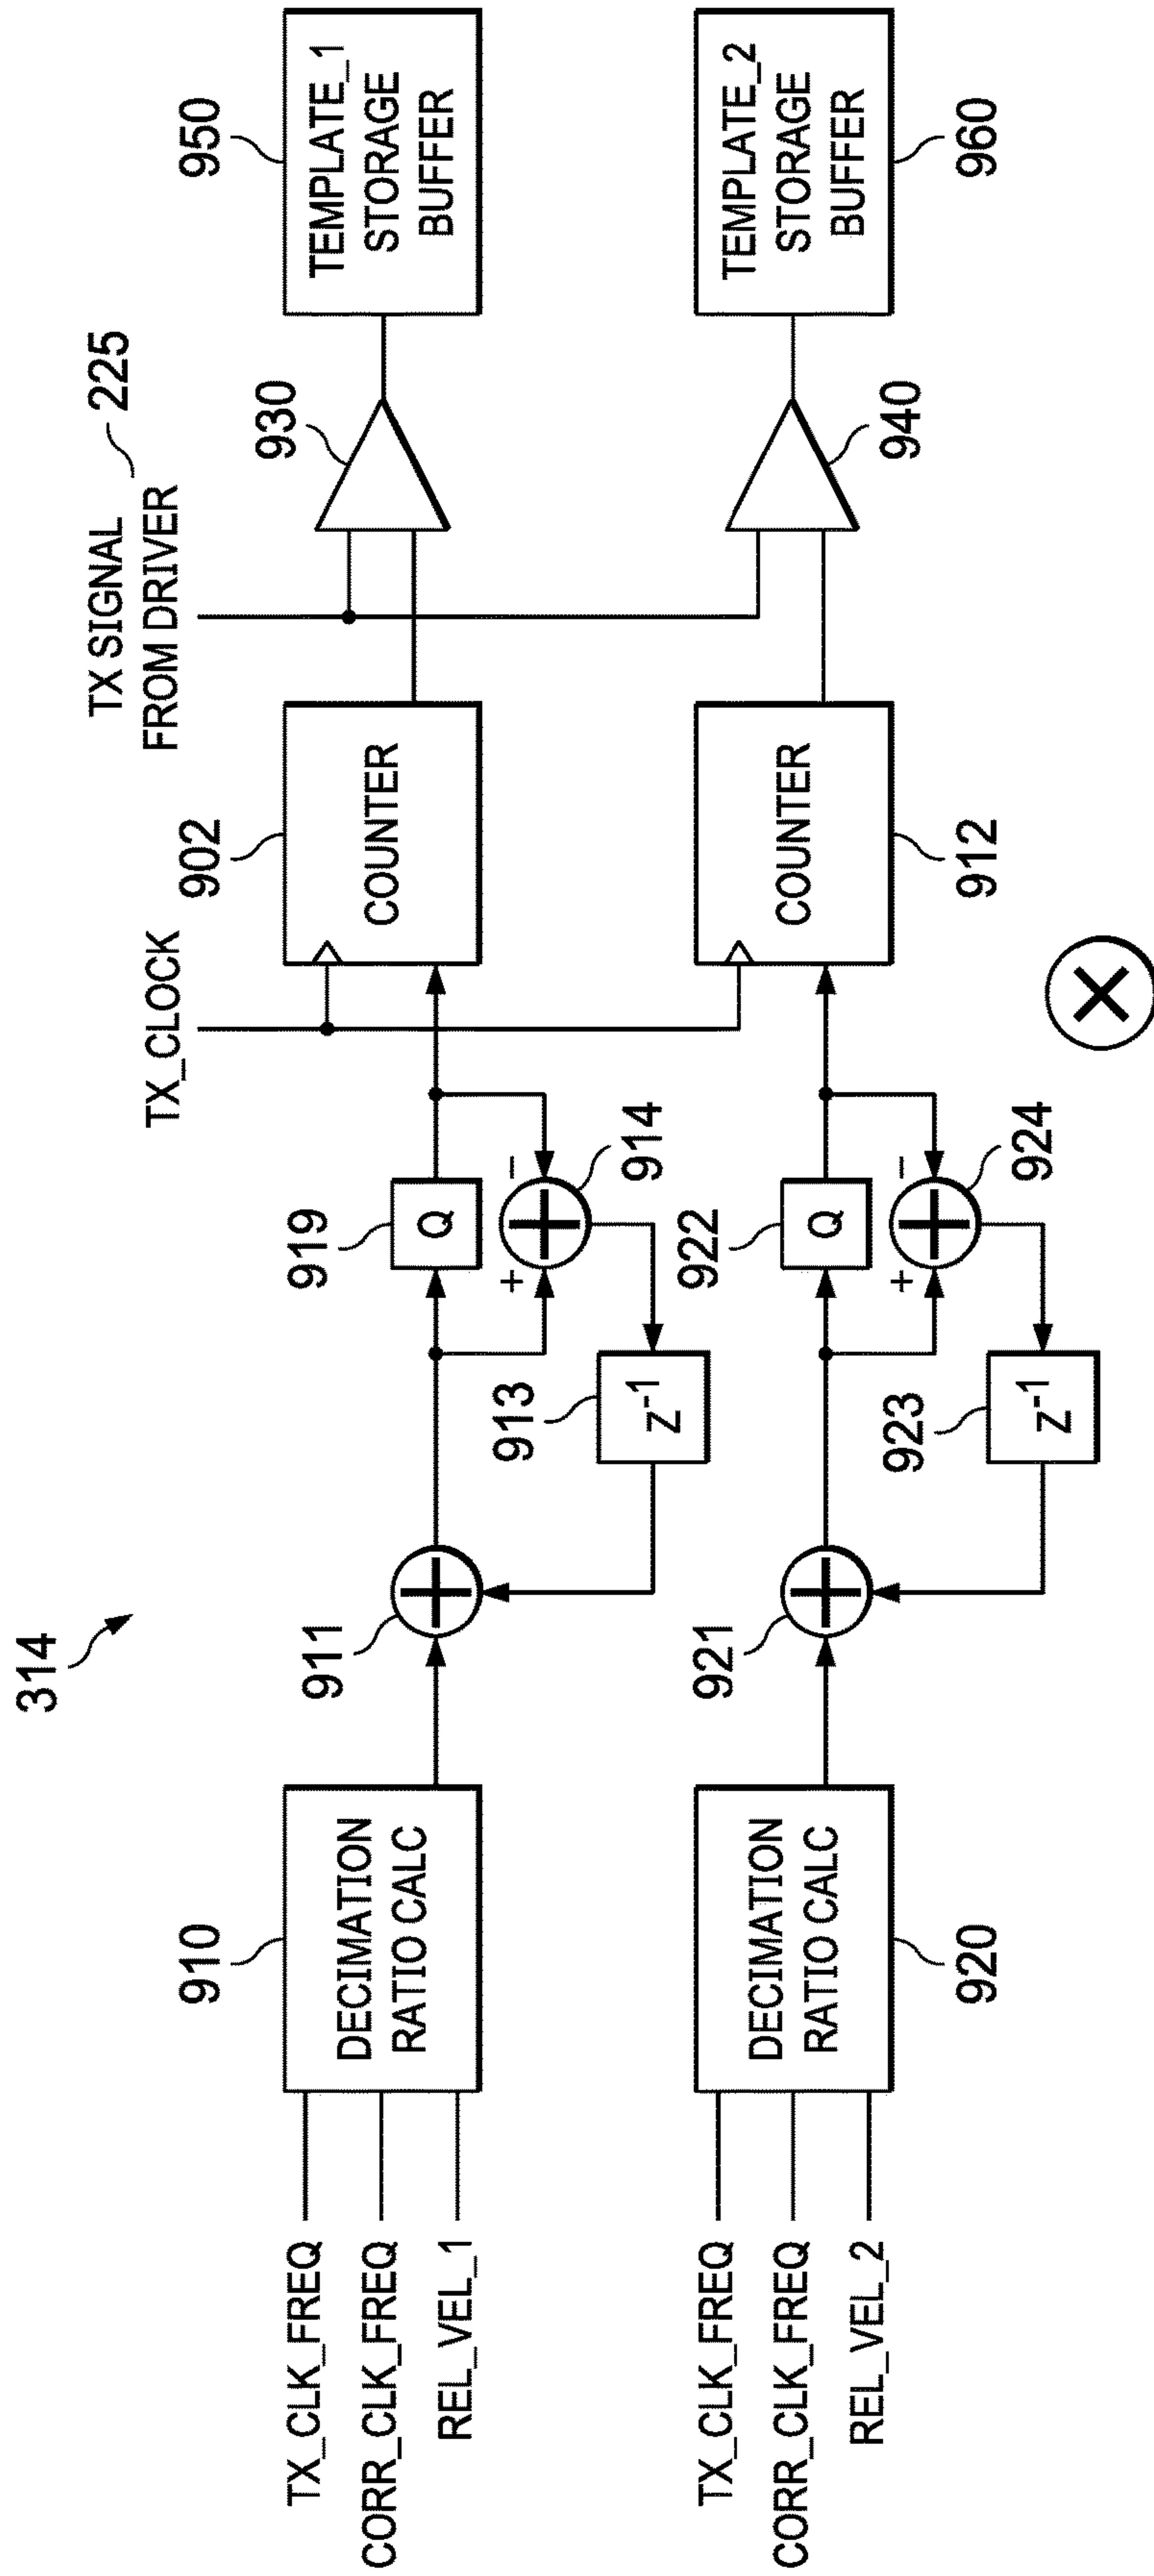 314
TX_CLK_FREQ
CORR_CLK_FREQ
REL_VEL_1
910
DECIMATION
RATIO CALC
911
919
Q
+
−
914
913
z-1
TX_CLOCK
902
COUNTER
TX SIGNAL
FROM DRIVER
225
930
950
TEMPLATE_1
STORAGE
BUFFER
TX_CLK_FREQ
CORR_CLK_FREQ
REL_VEL_2
DECIMATION
RATIO CALC
920
921
922
Q
+
−
924
923
z-1
COUNTER
912
940
TEMPLATE_2
STORAGE
BUFFER
960